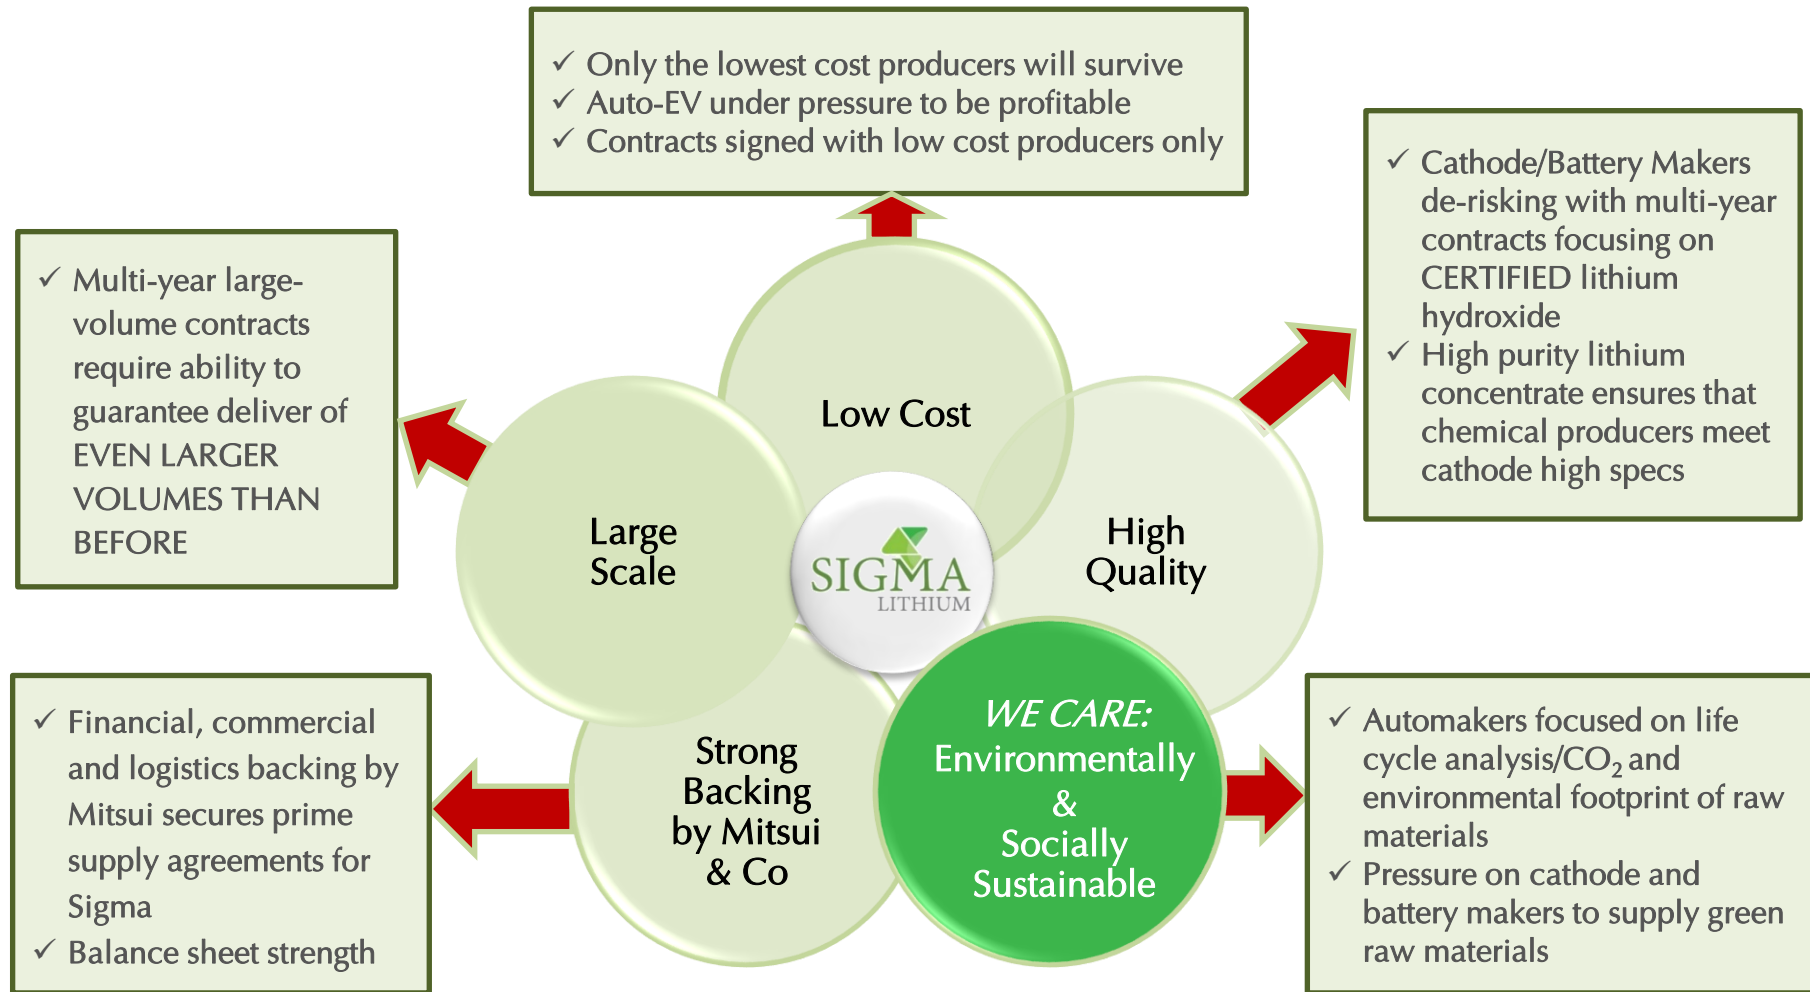 ✓ Only the lowest cost producers will survive
✓ Auto-EV under pressure to be profitable
✓ Contracts signed with low cost producers only
✓ Cathode/Battery Makers
de-risking with multi-year
contracts focusing on
CERTIFIED lithium
hydroxide
✓ High purity lithium
concentrate ensures that
chemical producers meet
cathode high specs
✓ Multi-year large-
volume contracts
require ability to
guarantee deliver of
EVEN LARGER
VOLUMES THAN
BEFORE
Low Cost
Large
Scale
SIGMA
LITHIUM
High
Quality
✓ Financial, commercial
and logistics backing by
Mitsui secures prime
supply agreements for
Sigma
✓ Balance sheet strength
Strong
Backing
by Mitsui
& Co
WE CARE:
Environmentally
&
Socially
Sustainable
✓ Automakers focused on life
cycle analysis/CO₂ and
environmental footprint of raw
materials
✓ Pressure on cathode and
battery makers to supply green
raw materials